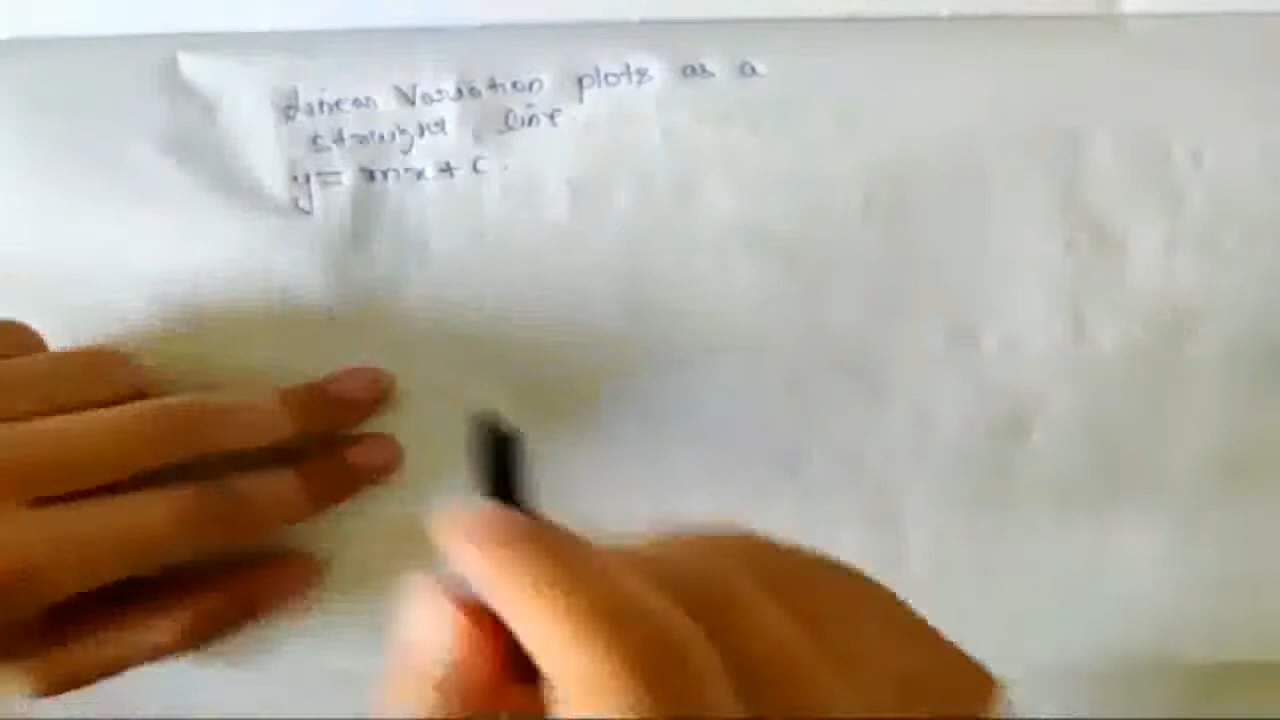 Linear Variation plots as a
straight line
y = mx + c.